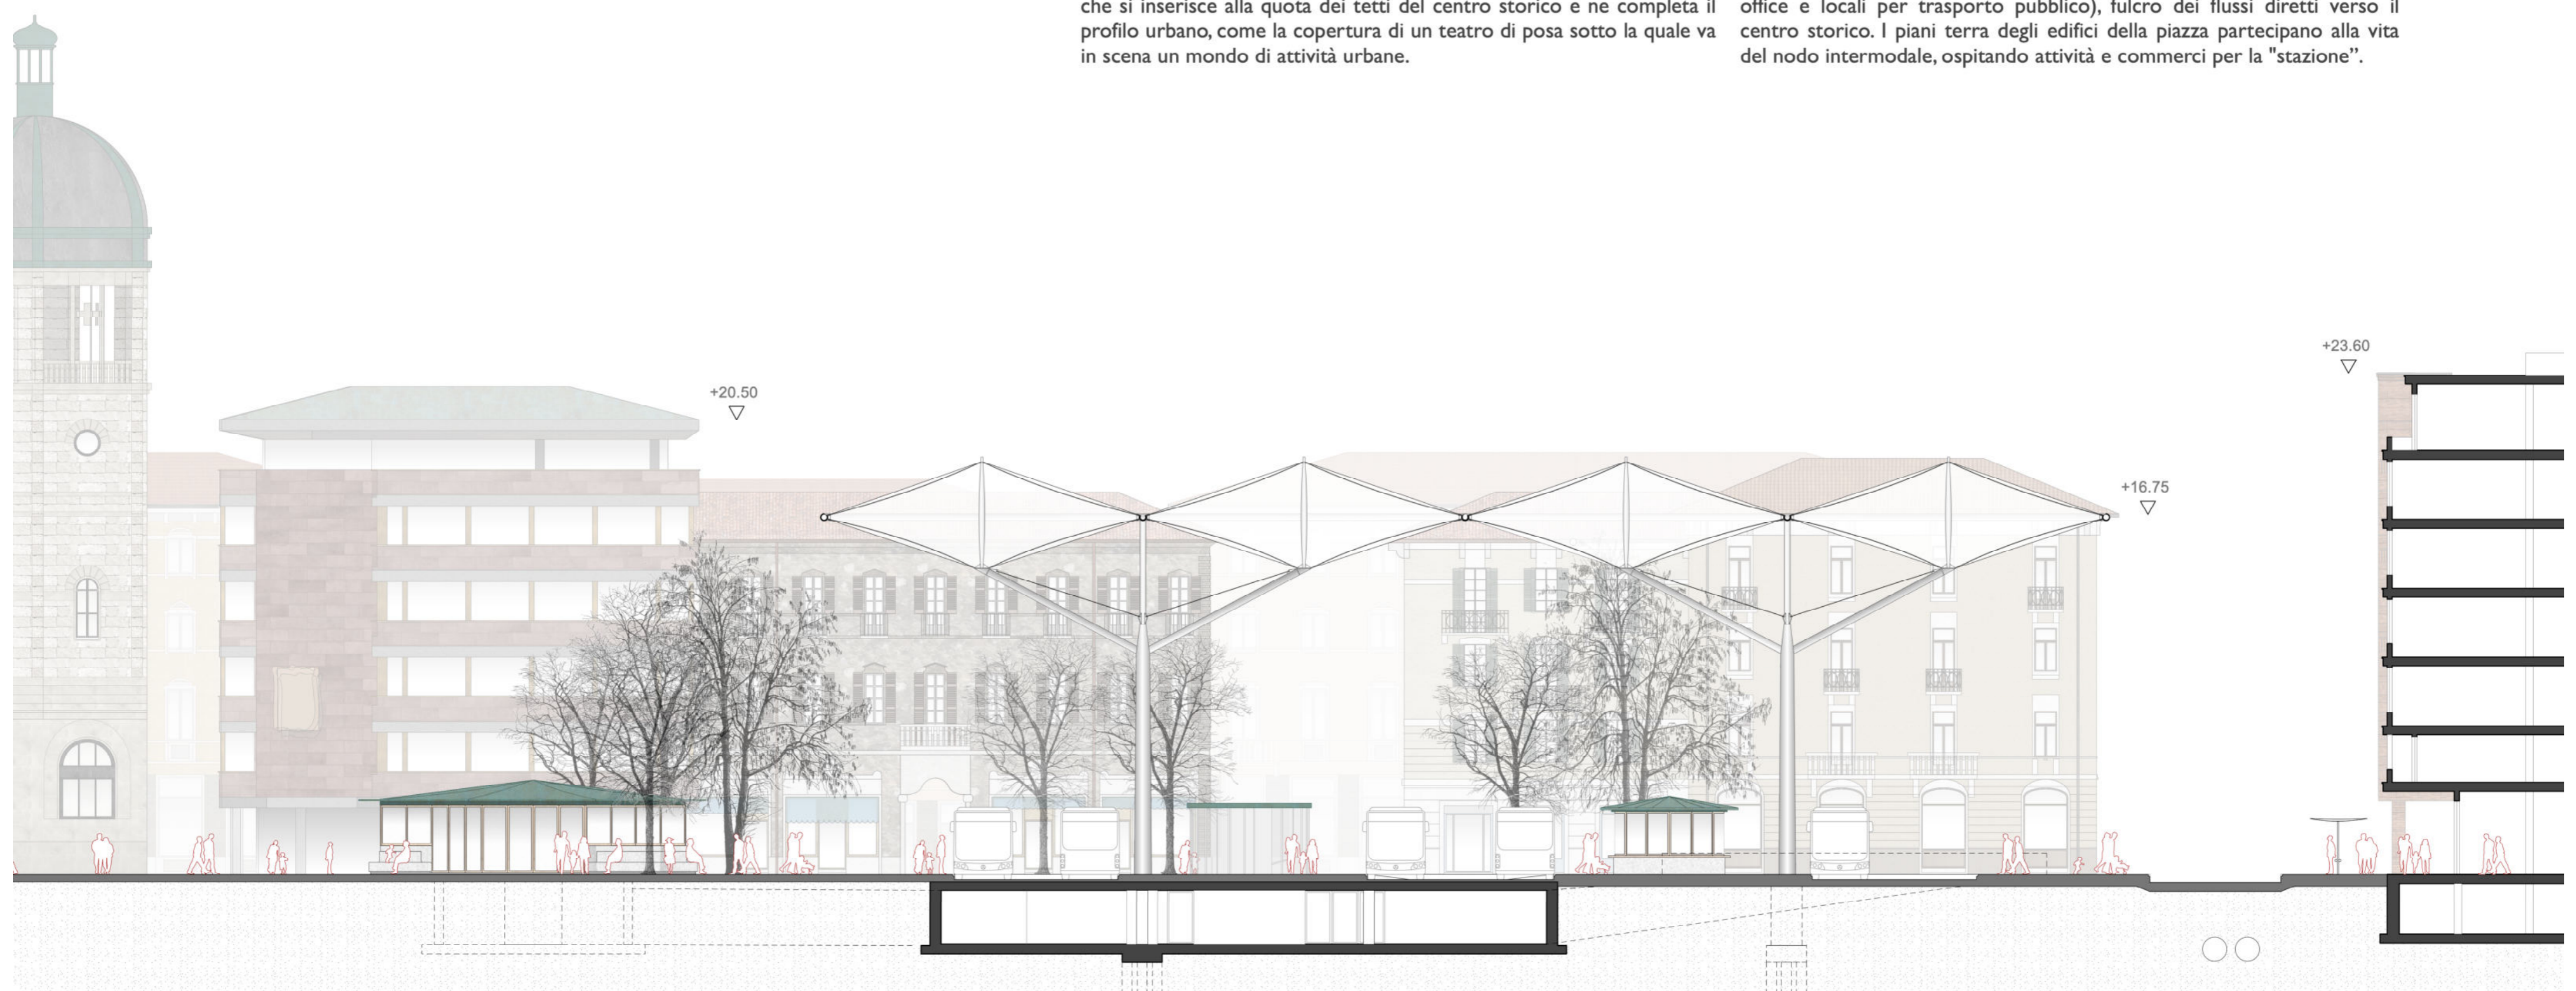 che si inserisce alla quota dei tetti del centro storico e ne completa il
profilo urbano, come la copertura di un teatro di posa sotto la quale va
in scena un mondo di attività urbane.
office e locali per trasporto pubblico), fulcro dei flussi diretti verso il
centro storico. I piani terra degli edifici della piazza partecipano alla vita
del nodo intermodale, ospitando attività e commerci per la "stazione”.
+23.60
+20.50
+16.75